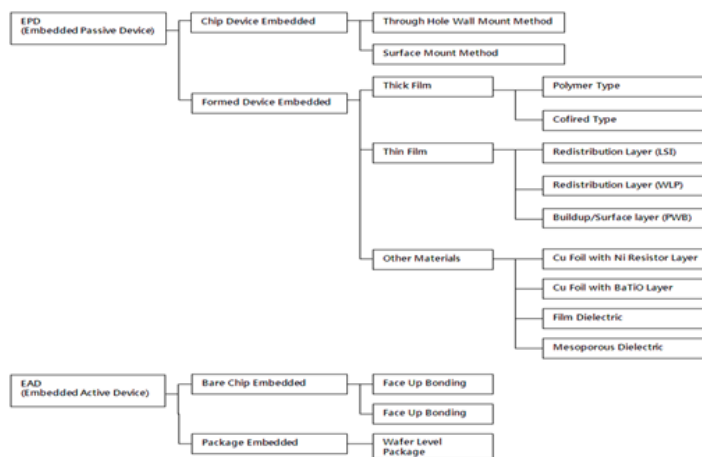 EPD
(Embedded Passive Device)
Chip Device Embedded
Through Hole Wall Mount Method
Surface Mount Method
Formed Device Embedded
Thick Film
Polymer Type
Cofired Type
Thin Film
Redistribution Layer (LSI)
Redistribution Layer (WLP)
Buildup/Surface layer (PWB)
Other Materials
Cu Foil with Ni Resistor Layer
Cu Foil with BaTiO Layer
Film Dielectric
Mesoporous Dielectric
EAD
(Embedded Active Device)
Bare Chip Embedded
Face Up Bonding
Face Up Bonding
Package Embedded
Wafer Level
Package